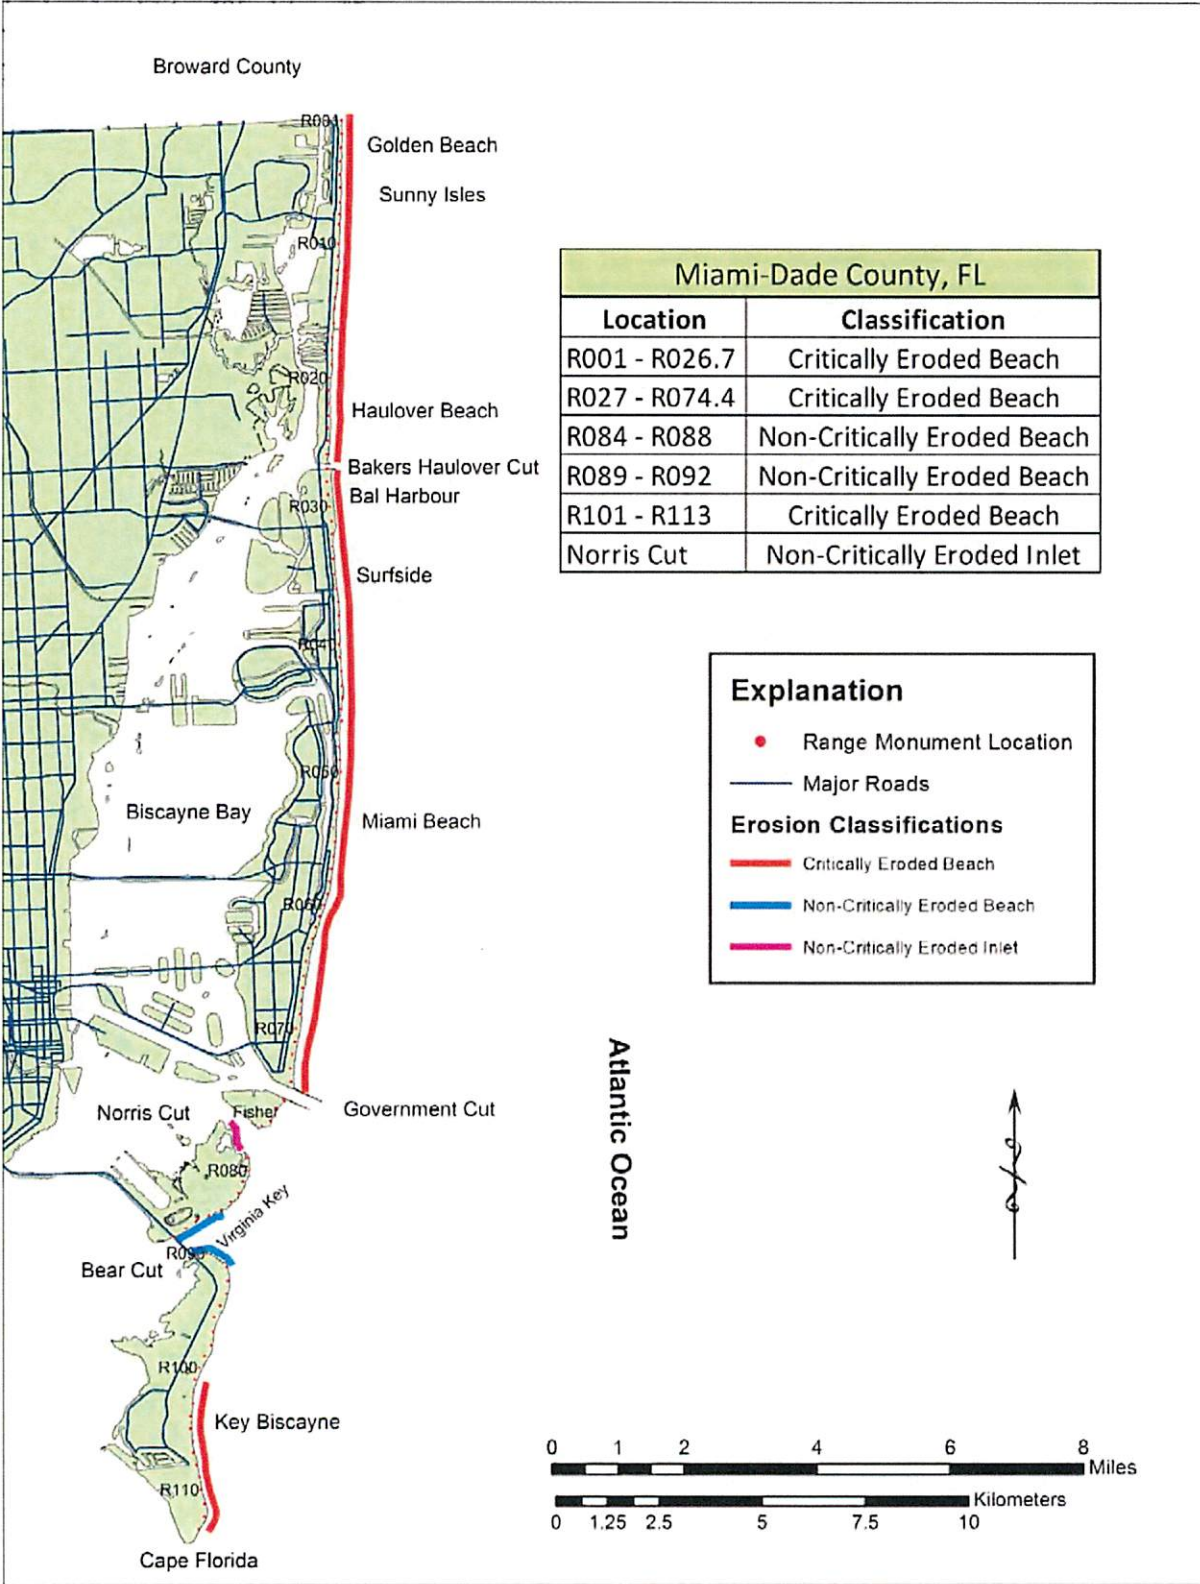 Broward County
R001
Golden Beach
Sunny Isles
R010
R020
Haulover Beach
Bakers Haulover Cut
Bal Harbour
R030
Surfside
R040
R050
Biscayne Bay
Miami Beach
R060
R070
Norris Cut
Fisher
Government Cut
R080
Virginia Key
R090
Bear Cut
R100
Key Biscayne
R110
Cape Florida
Miami-Dade County, FL
Location Classification
R001 - R026.7 Critically Eroded Beach
R027 - R074.4 Critically Eroded Beach
R084 - R088 Non-Critically Eroded Beach
R089 - R092 Non-Critically Eroded Beach
R101 - R113 Critically Eroded Beach
Norris Cut Non-Critically Eroded Inlet
Explanation
Range Monument Location
Major Roads
Erosion Classifications
Critically Eroded Beach
Non-Critically Eroded Beach
Non-Critically Eroded Inlet
Atlantic Ocean
0 1 2 4 6 8
Miles
Kilometers
0 1.25 2.5 5 7.5 10